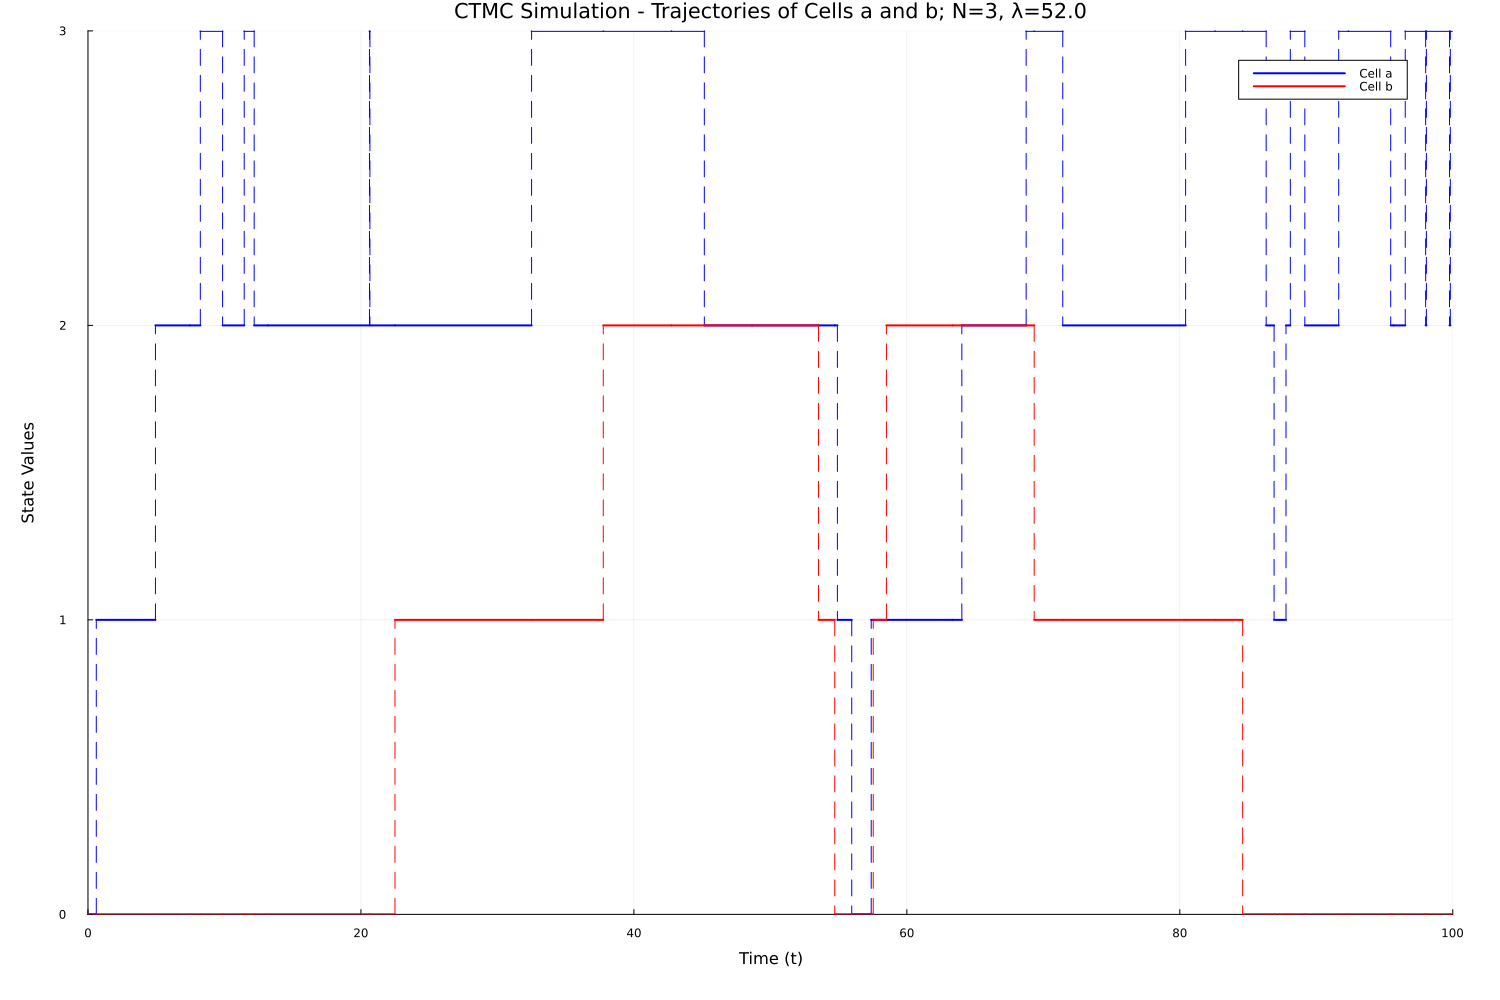 CTMC Simulation - Trajectories of Cells a and b; N=3, λ=52.0
3
Cell a
Cell b
2
State Values
1
0
0 20 40 60 80 100
Time (t)